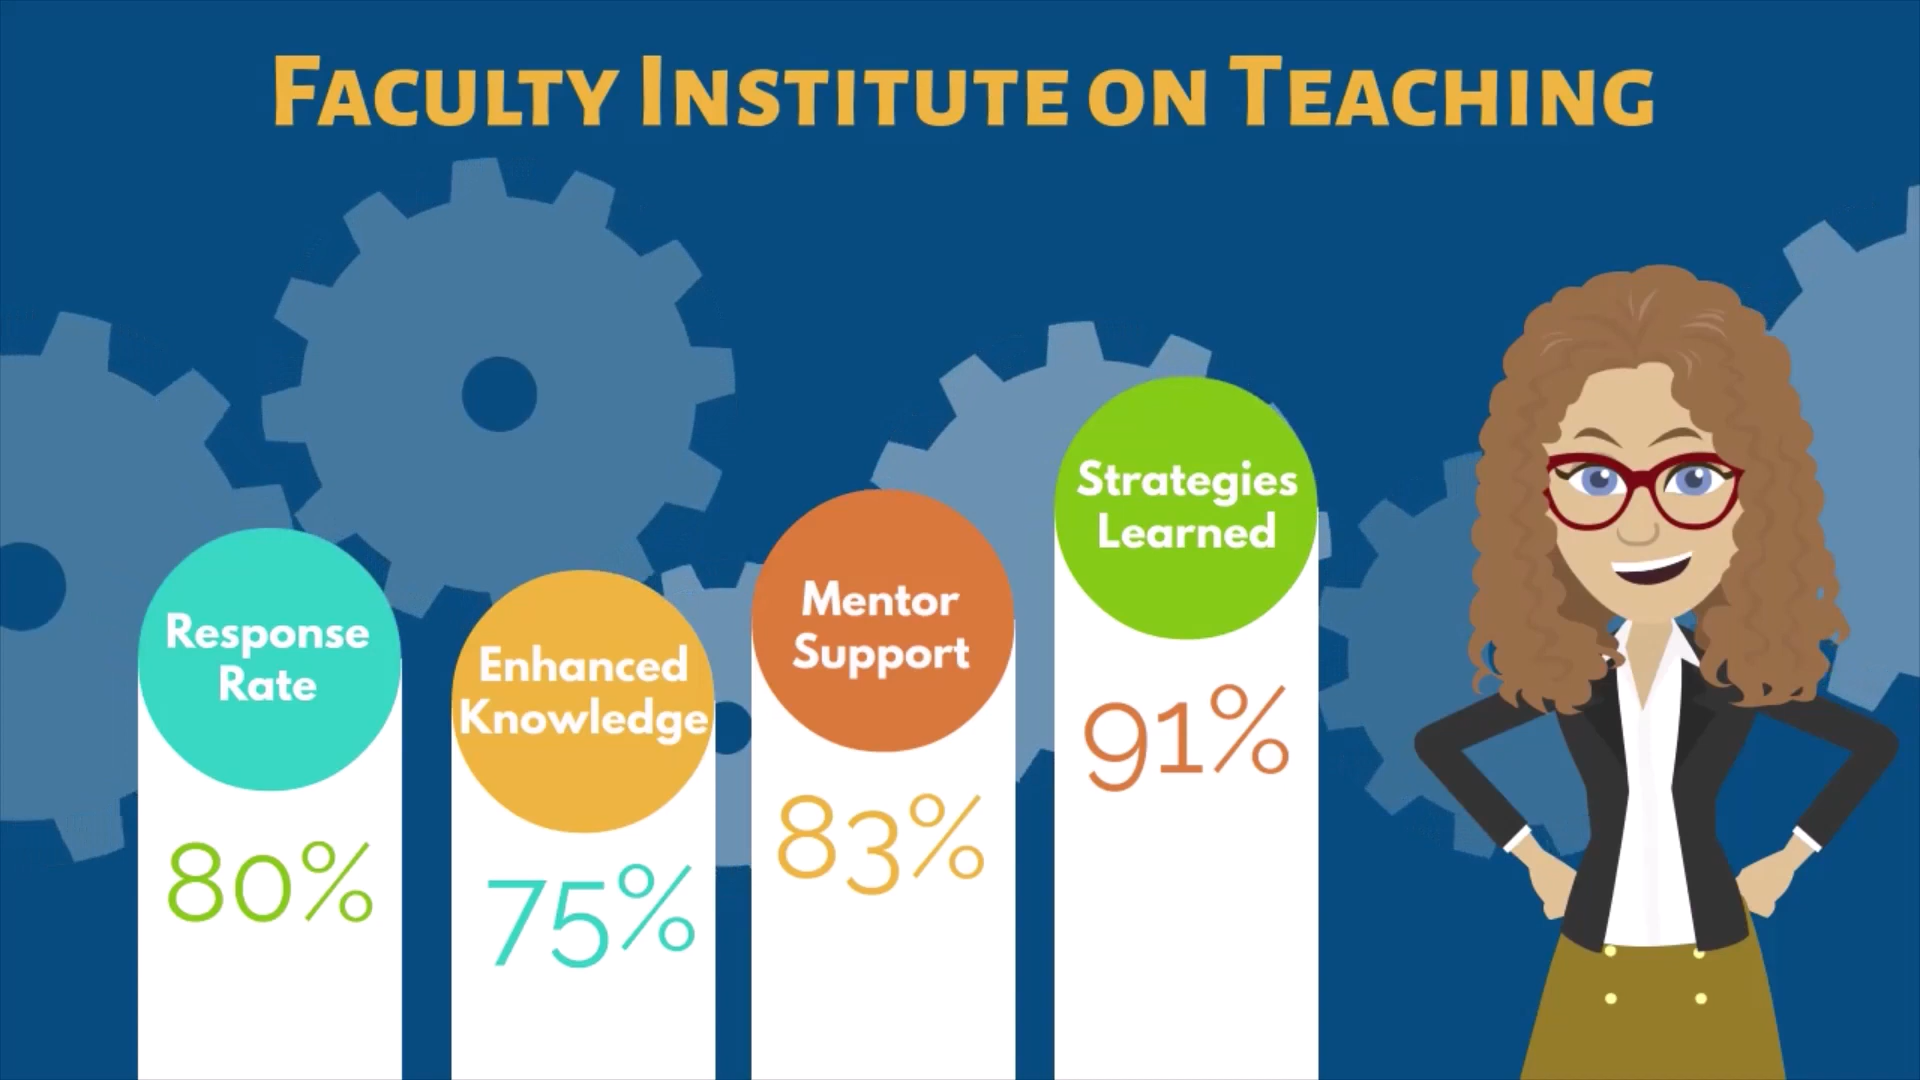 Faculty Institute on Teaching
Response
Rate
80%
Enhanced
Knowledge
75%
Mentor
Support
83%
Strategies
Learned
91%